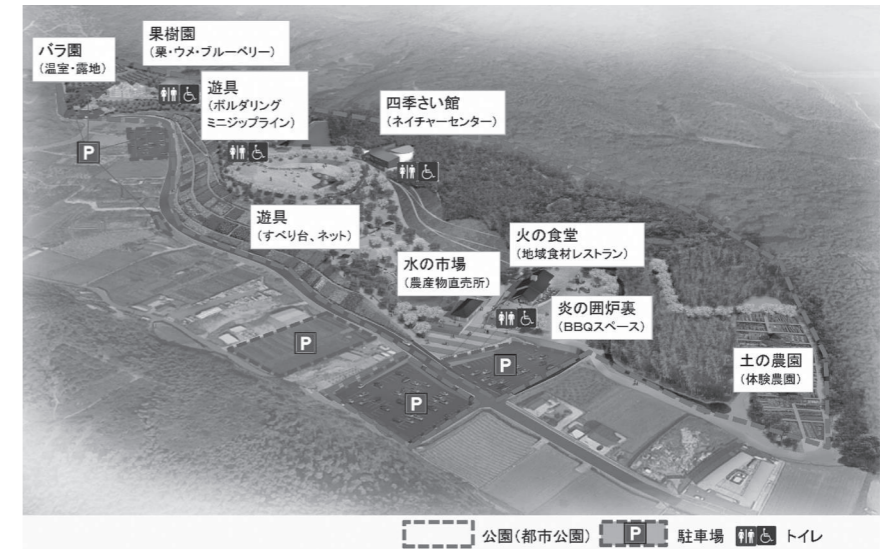 果樹園
(栗・ウメ・ブルーベリー)
バラ園
(温室・露地)
遊具
(ボルダリング
ミニジップライン)
四季さい館
(ネイチャーセンター)
P
遊具
(すべり台、ネット)
火の食堂
(地域食材レストラン)
水の市場
(農産物直売所)
炎の囲炉裏
(BBQスペース)
P
P
P
土の農園
(体験農園)
公園(都市公園) P 駐車場 トイレ